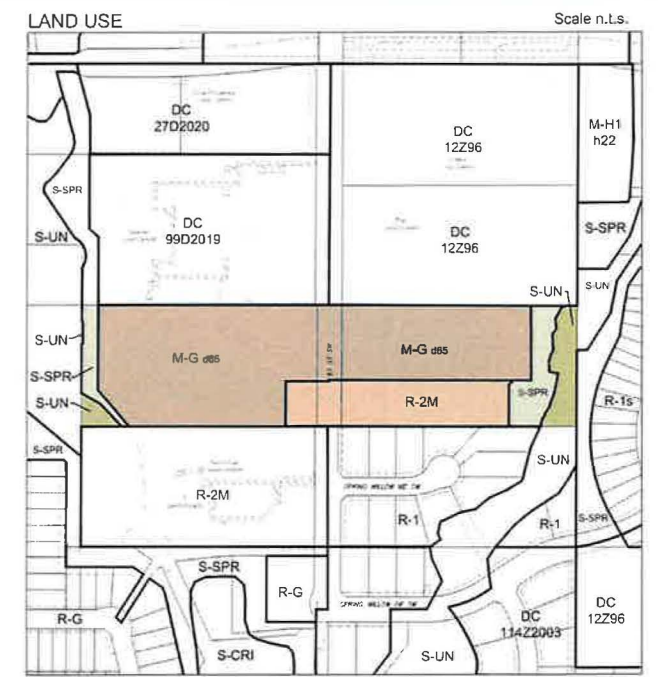 LAND USE
Scale n.t.s.
DC
27D2020
DC
12Z96
M-H1
h22
S-SPR
DC
99D2019
DC
12Z96
S-SPR
S-UN
S-UN
S-UN
S-UN
S-SPR
S-UN
M-G d65
M-G d65
R-2M
S-SPR
R-1s
S-SPR
R-2M
S-UN
R-1
R-1
S-SPR
S-SPR
R-G
R-G
S-CRI
S-UN
DC
114Z2003
DC
12Z96